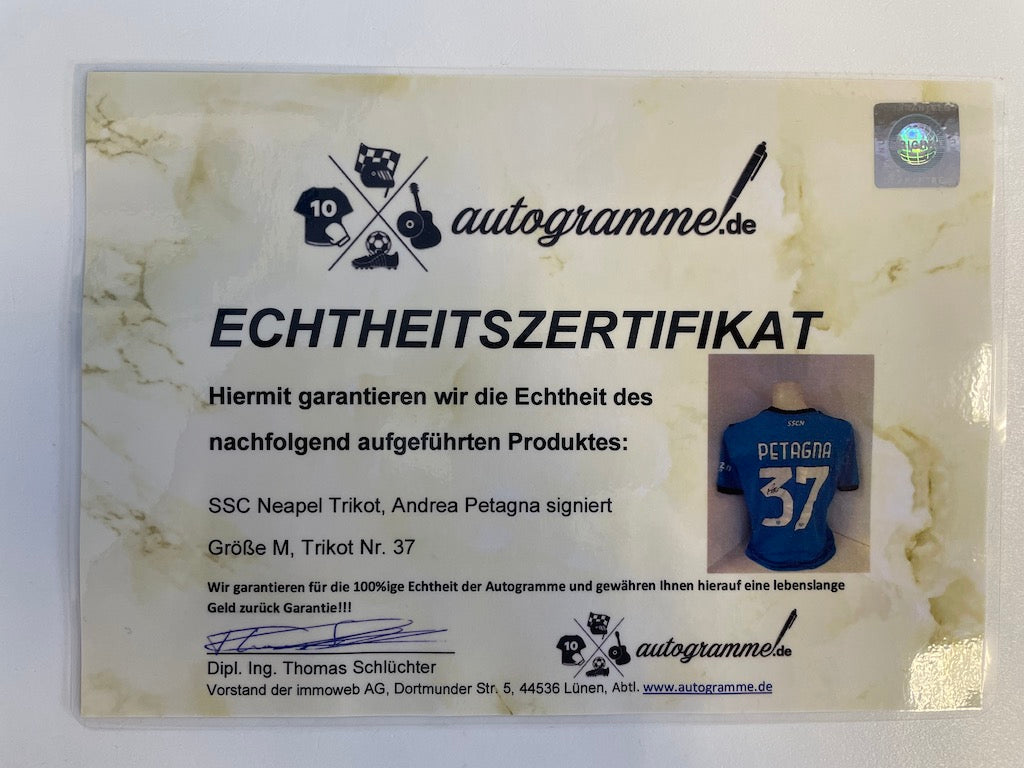 10
autogramme.de
ECHTHEITSZERTIFIKAT
Hiermit garantieren wir die Echtheit des
nachfolgend aufgeführten Produktes:
SSCN
PETAGNA
37
SSC Neapel Trikot, Andrea Petagna signiert
Größe M, Trikot Nr. 37
Wir garantieren für die 100%ige Echtheit der Autogramme und gewähren Ihnen hierauf eine lebenslange
Geld zurück Garantie!!!
10
autogramme.de
Dipl. Ing. Thomas Schlüchter
Vorstand der immoweb AG, Dortmunder Str. 5, 44536 Lünen, Abtl. www.autogramme.de